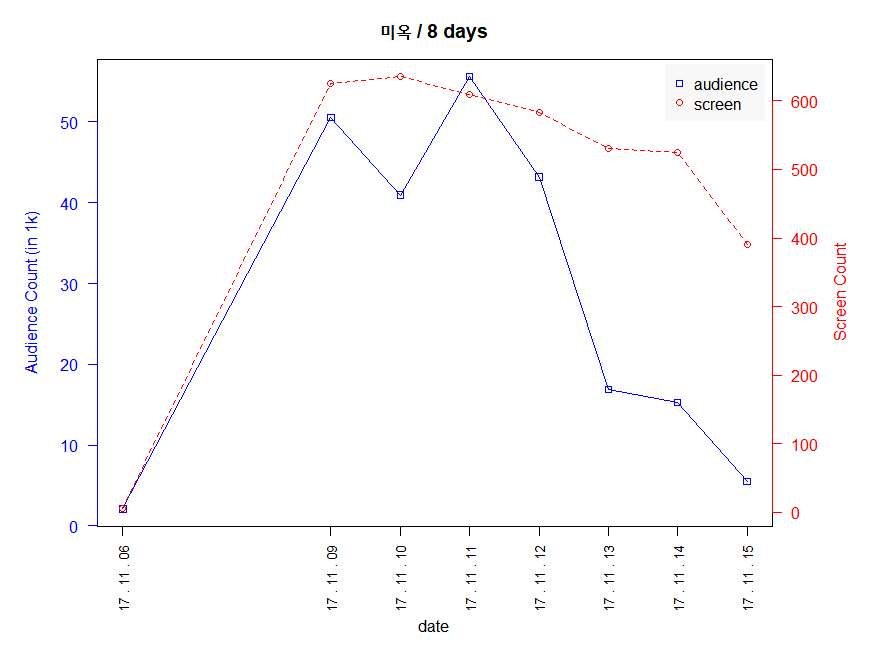 미옥 / 8 days
audience
screen
Audience Count (in 1k)
0
10
20
30
40
50
Screen Count
0
100
200
300
400
500
600
17 . 11 . 06
17 . 11 . 09
17 . 11 . 10
17 . 11 . 11
17 . 11 . 12
17 . 11 . 13
17 . 11 . 14
17 . 11 . 15
date